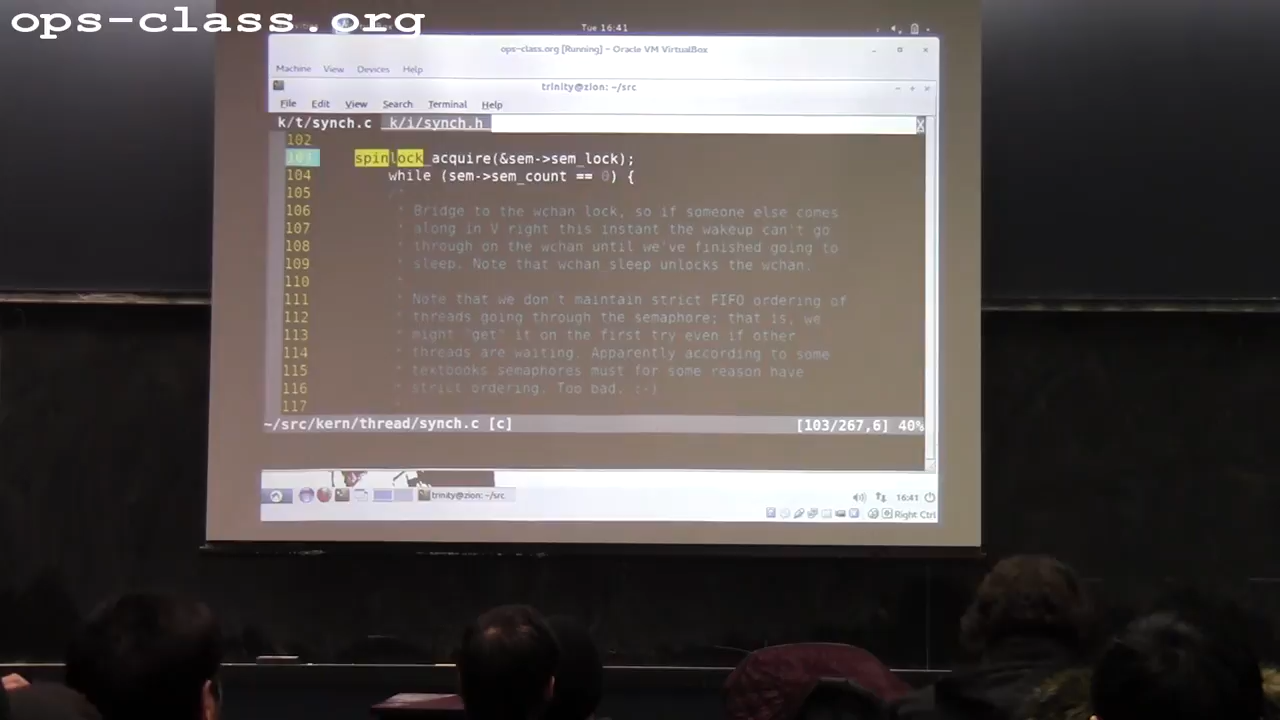 ops-class.org
Tue 16:41
ops-class.org [Running] - Oracle VM VirtualBox
Machine View Devices Help
trinity@zion: ~/src
File Edit View Search Terminal Help
k/t/synch.c k/i/synch.h X
102
103 spinlock_acquire(&sem->sem_lock);
104 while (sem->sem_count == 0) {
105
106 * Bridge to the wchan lock, so if someone else comes
107 * along in V right this instant the wakeup can't go
108 * through on the wchan until we've finished going to
109 * sleep. Note that wchan_sleep unlocks the wchan.
110 *
111 * Note that we don't maintain strict FIFO ordering of
112 * threads going through the semaphore; that is, we
113 * might "get" it on the first try even if other
114 * threads are waiting. Apparently according to some
115 * textbooks semaphores must for some reason have
116 * strict ordering. Too bad. :-)
117
~/src/kern/thread/synch.c [c] [103/267,6] 40%
trinity@zion: ~/src 16:41
Right Ctrl